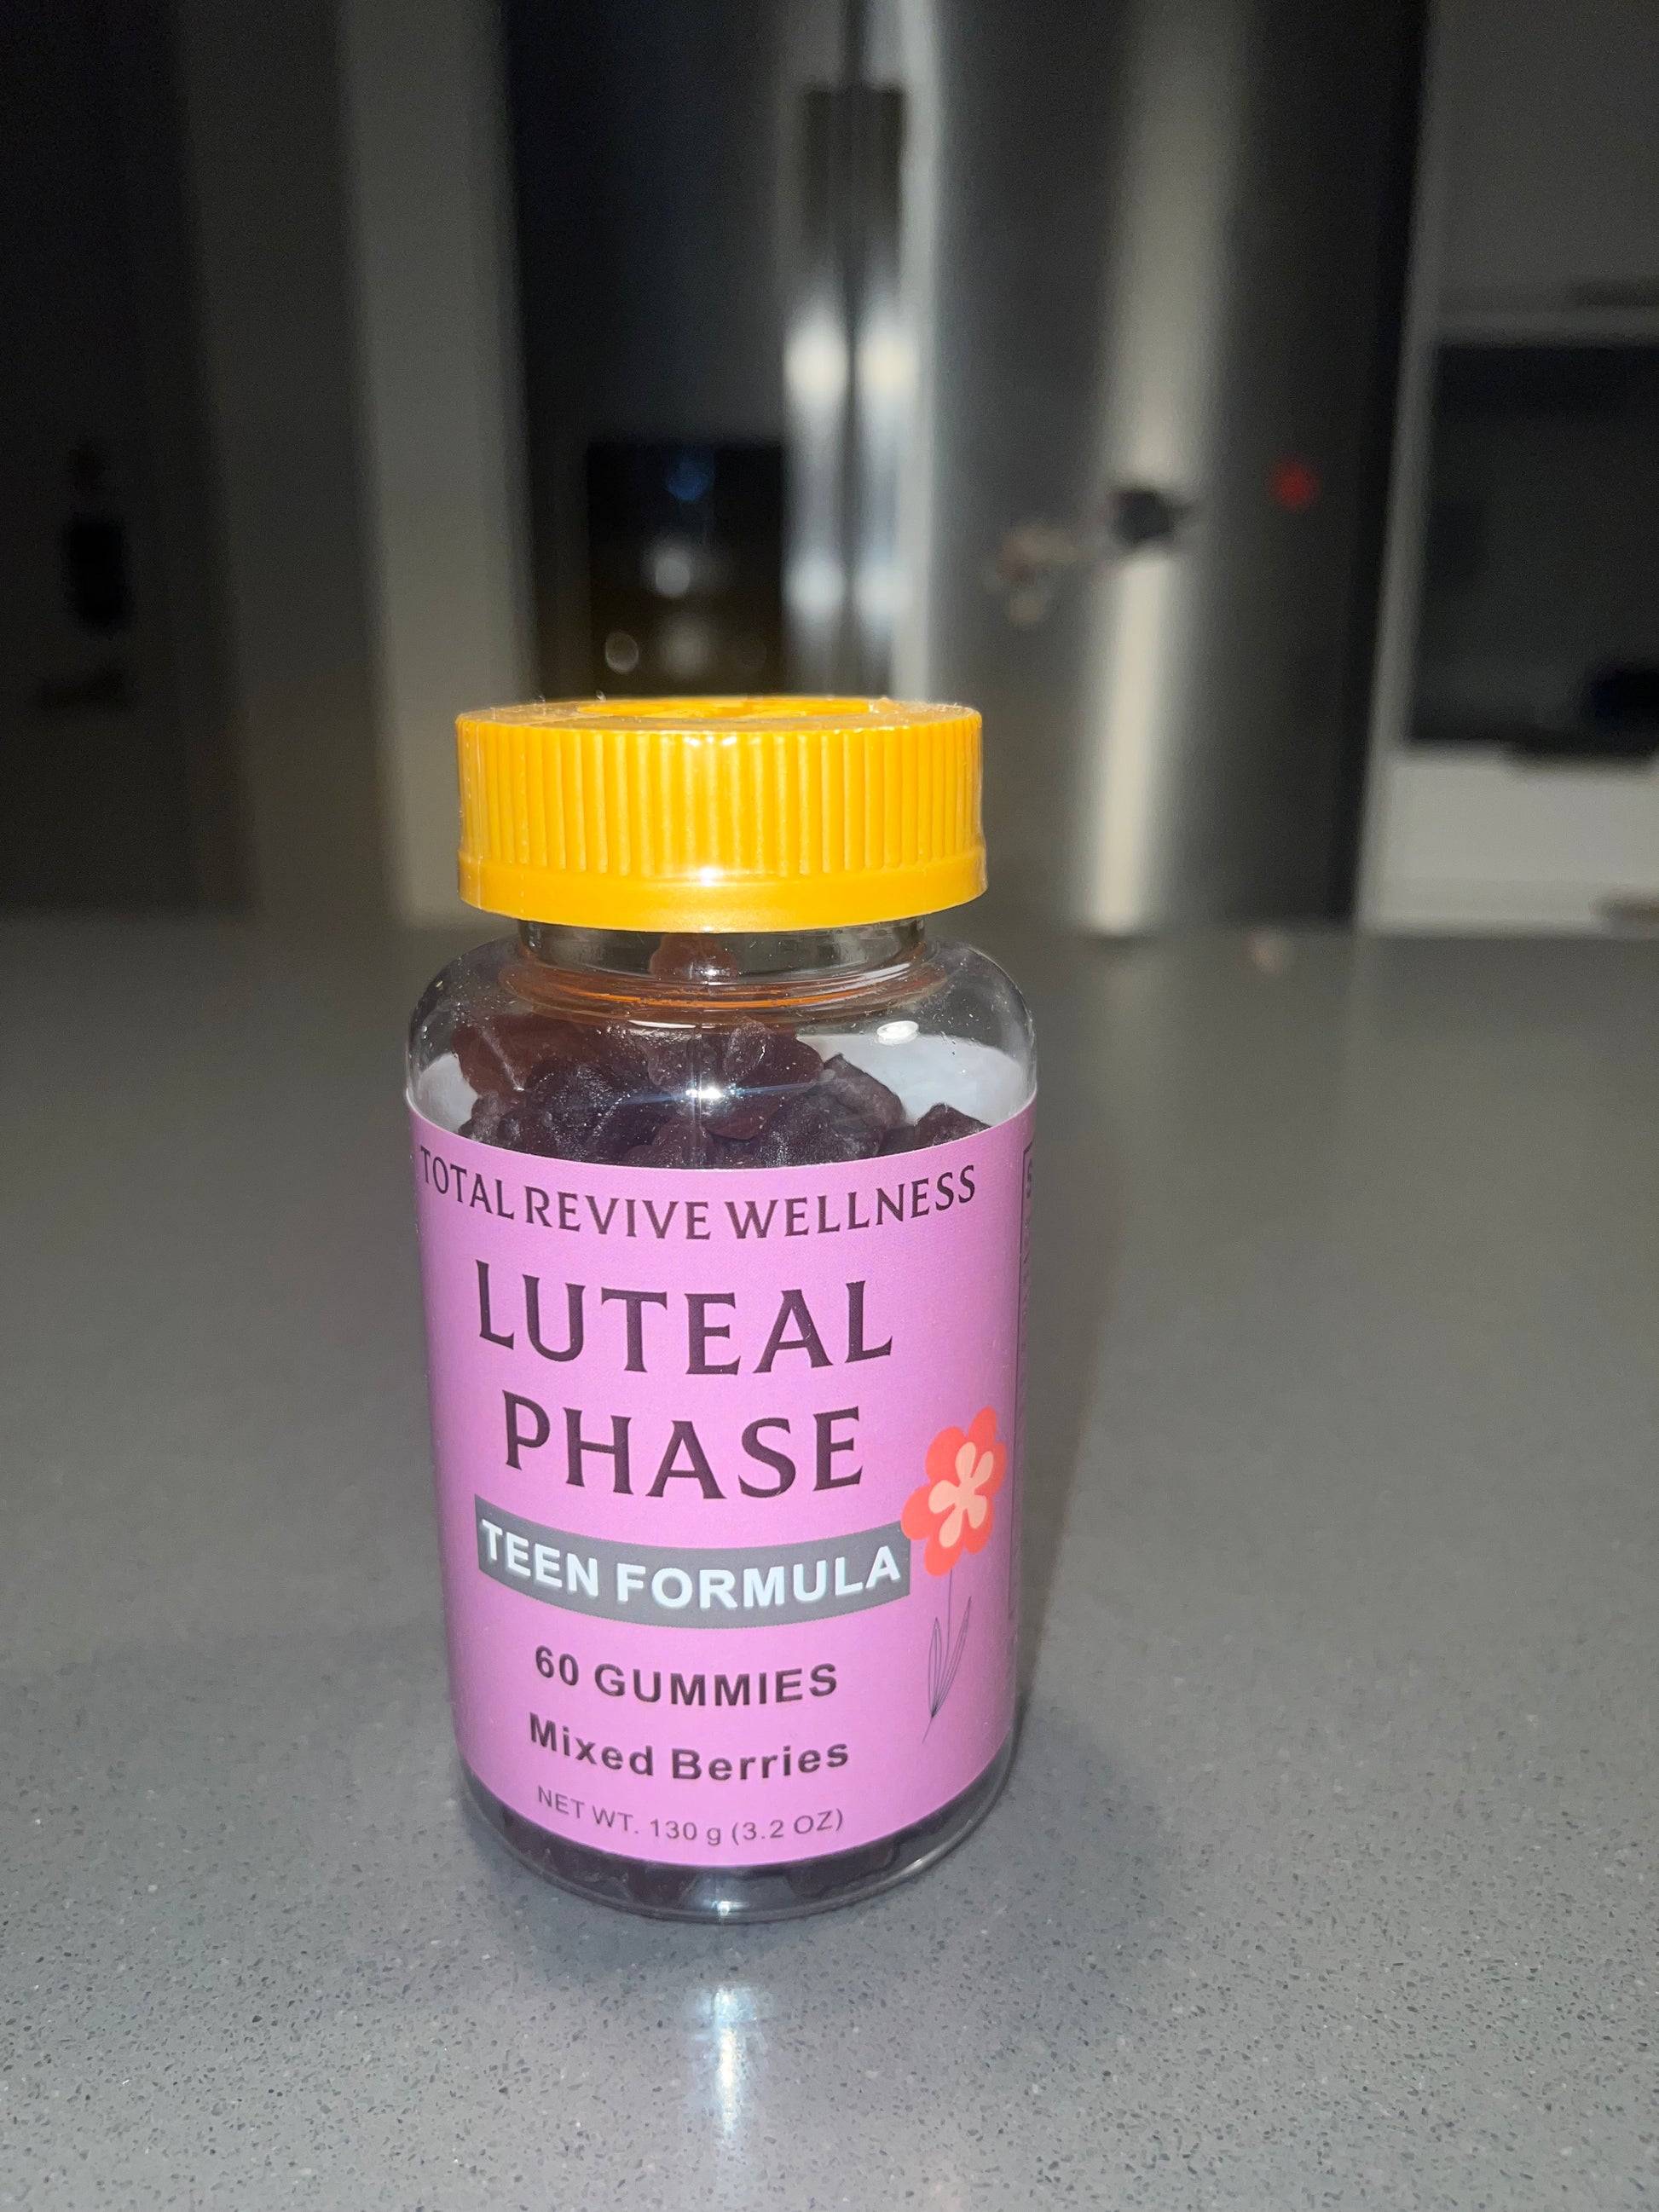 TOTAL REVIVE WELLNESS
LUTEAL
PHASE
TEEN FORMULA
60 GUMMIES
Mixed Berries
NET WT. 130 g (3.2 OZ)